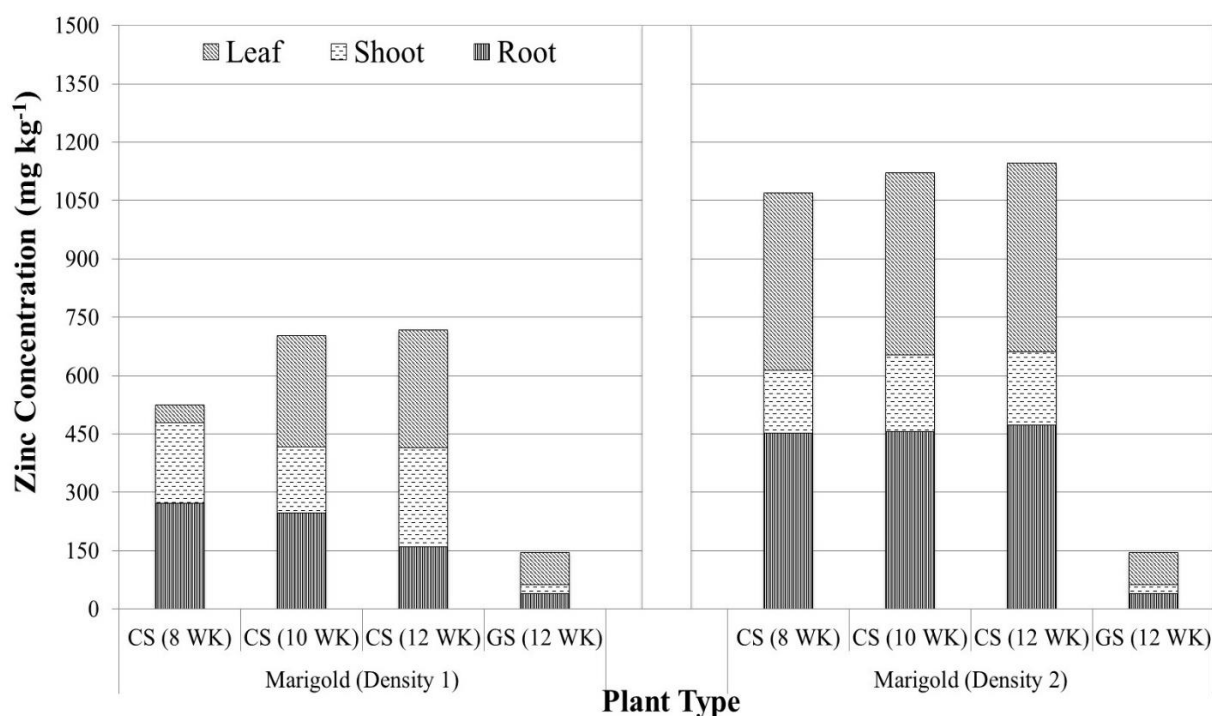 Zinc Concentration (mg kg⁻¹)
1500
1350
1200
1050
900
750
600
450
300
150
0
Leaf Shoot Root
CS (8 WK) CS (10 WK) CS (12 WK) GS (12 WK) CS (8 WK) CS (10 WK) CS (12 WK) GS (12 WK)
Marigold (Density 1) Marigold (Density 2)
Plant Type